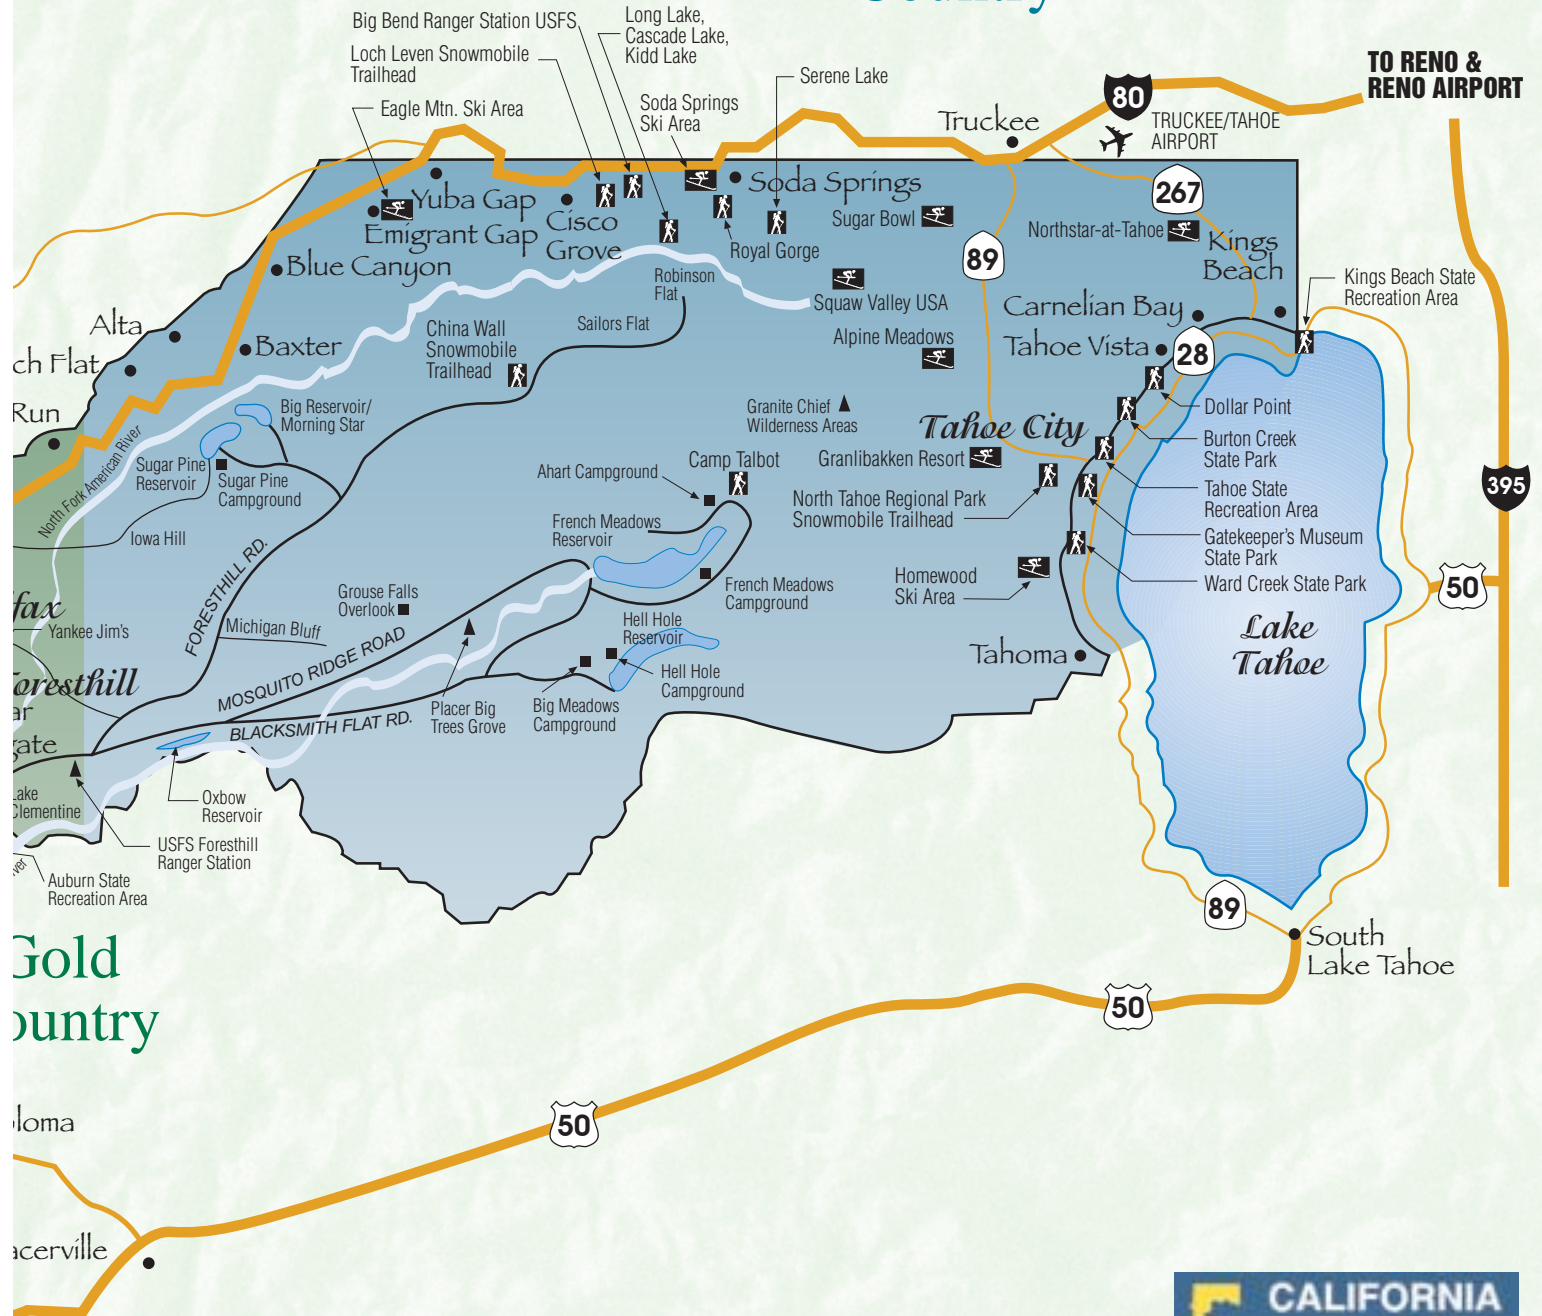 Country
Big Bend Ranger Station USFS
Long Lake,
Cascade Lake,
Kidd Lake
Loch Leven Snowmobile
Trailhead
Eagle Mtn. Ski Area
Soda Springs
Ski Area
Serene Lake
TO RENO &
RENO AIRPORT
80
Truckee
TRUCKEE/TAHOE
AIRPORT
Yuba Gap
Emigrant Gap
Cisco
Grove
Soda Springs
Sugar Bowl
267
Royal Gorge
Northstar-at-Tahoe
Kings
Beach
89
Blue Canyon
Robinson
Flat
Squaw Valley USA
Kings Beach State
Recreation Area
Carnelian Bay
Alta
Baxter
China Wall
Snowmobile
Trailhead
Sailors Flat
Alpine Meadows
Tahoe Vista
28
ch Flat
Run
Big Reservoir/
Morning Star
Granite Chief
Wilderness Areas
Tahoe City
Dollar Point
Burton Creek
State Park
North Fork American River
Sugar Pine
Reservoir
Sugar Pine
Campground
Ahart Campground
Camp Talbot
Granlibakken Resort
North Tahoe Regional Park
Snowmobile Trailhead
Tahoe State
Recreation Area
395
Iowa Hill
French Meadows
Reservoir
Gatekeeper's Museum
State Park
Ward Creek State Park
50
FORESTHILL RD.
Grouse Falls
Overlook
French Meadows
Campground
Homewood
Ski Area
fax
Yankee Jim's
Michigan Bluff
Hell Hole
Reservoir
Lake
Tahoe
MOSQUITO RIDGE ROAD
Tahoma
oresthill
ar
gate
Hell Hole
Campground
Placer Big
Trees Grove
Big Meadows
Campground
BLACKSMITH FLAT RD.
Lake
Clementine
Oxbow
Reservoir
USFS Foresthill
Ranger Station
iver
Auburn State
Recreation Area
89
Gold
ountry
South
Lake Tahoe
50
50
loma
acerville
CALIFORNIA